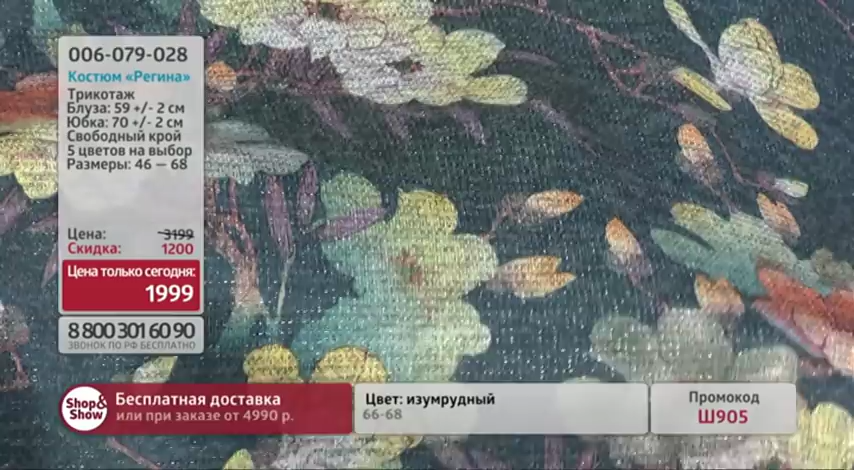 006-079-028
Костюм «Регина»
Трикотаж
Блуза: 59 +/- 2 см
Юбка: 70 +/- 2 см
Свободный крой
5 цветов на выбор
Размеры: 46 — 68
Цена: 3199
Скидка: 1200
Цена только сегодня:
1999
8 800 301 60 90
ЗВОНОК ПО РФ БЕСПЛАТНО
Shop&
Show
Бесплатная доставка
или при заказе от 4990 р.
Цвет: изумрудный
66-68
Промокод
Ш905